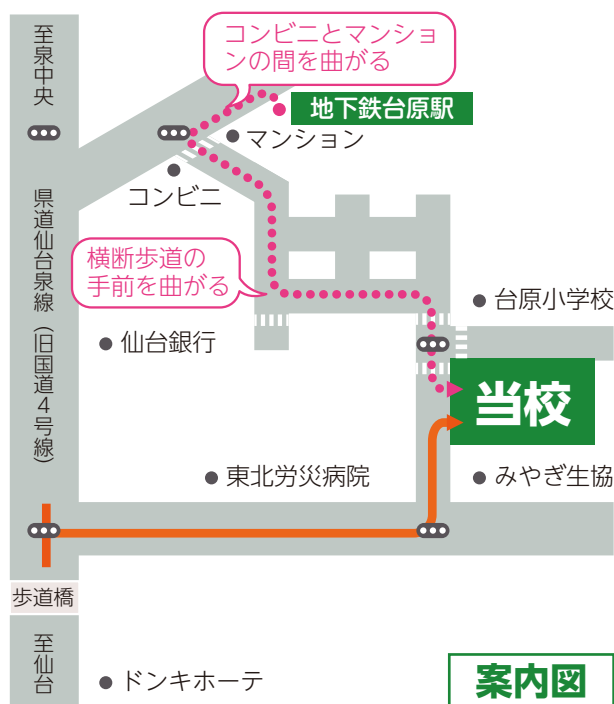 至泉中央
コンビニとマンショ
ンの間を曲がる
地下鉄台原駅
マンション
コンビニ
県道仙台泉線（旧国道4号線）
横断歩道の
手前を曲がる
台原小学校
仙台銀行
当校
東北労災病院
みやぎ生協
歩道橋
至仙台
ドンキホーテ
案内図